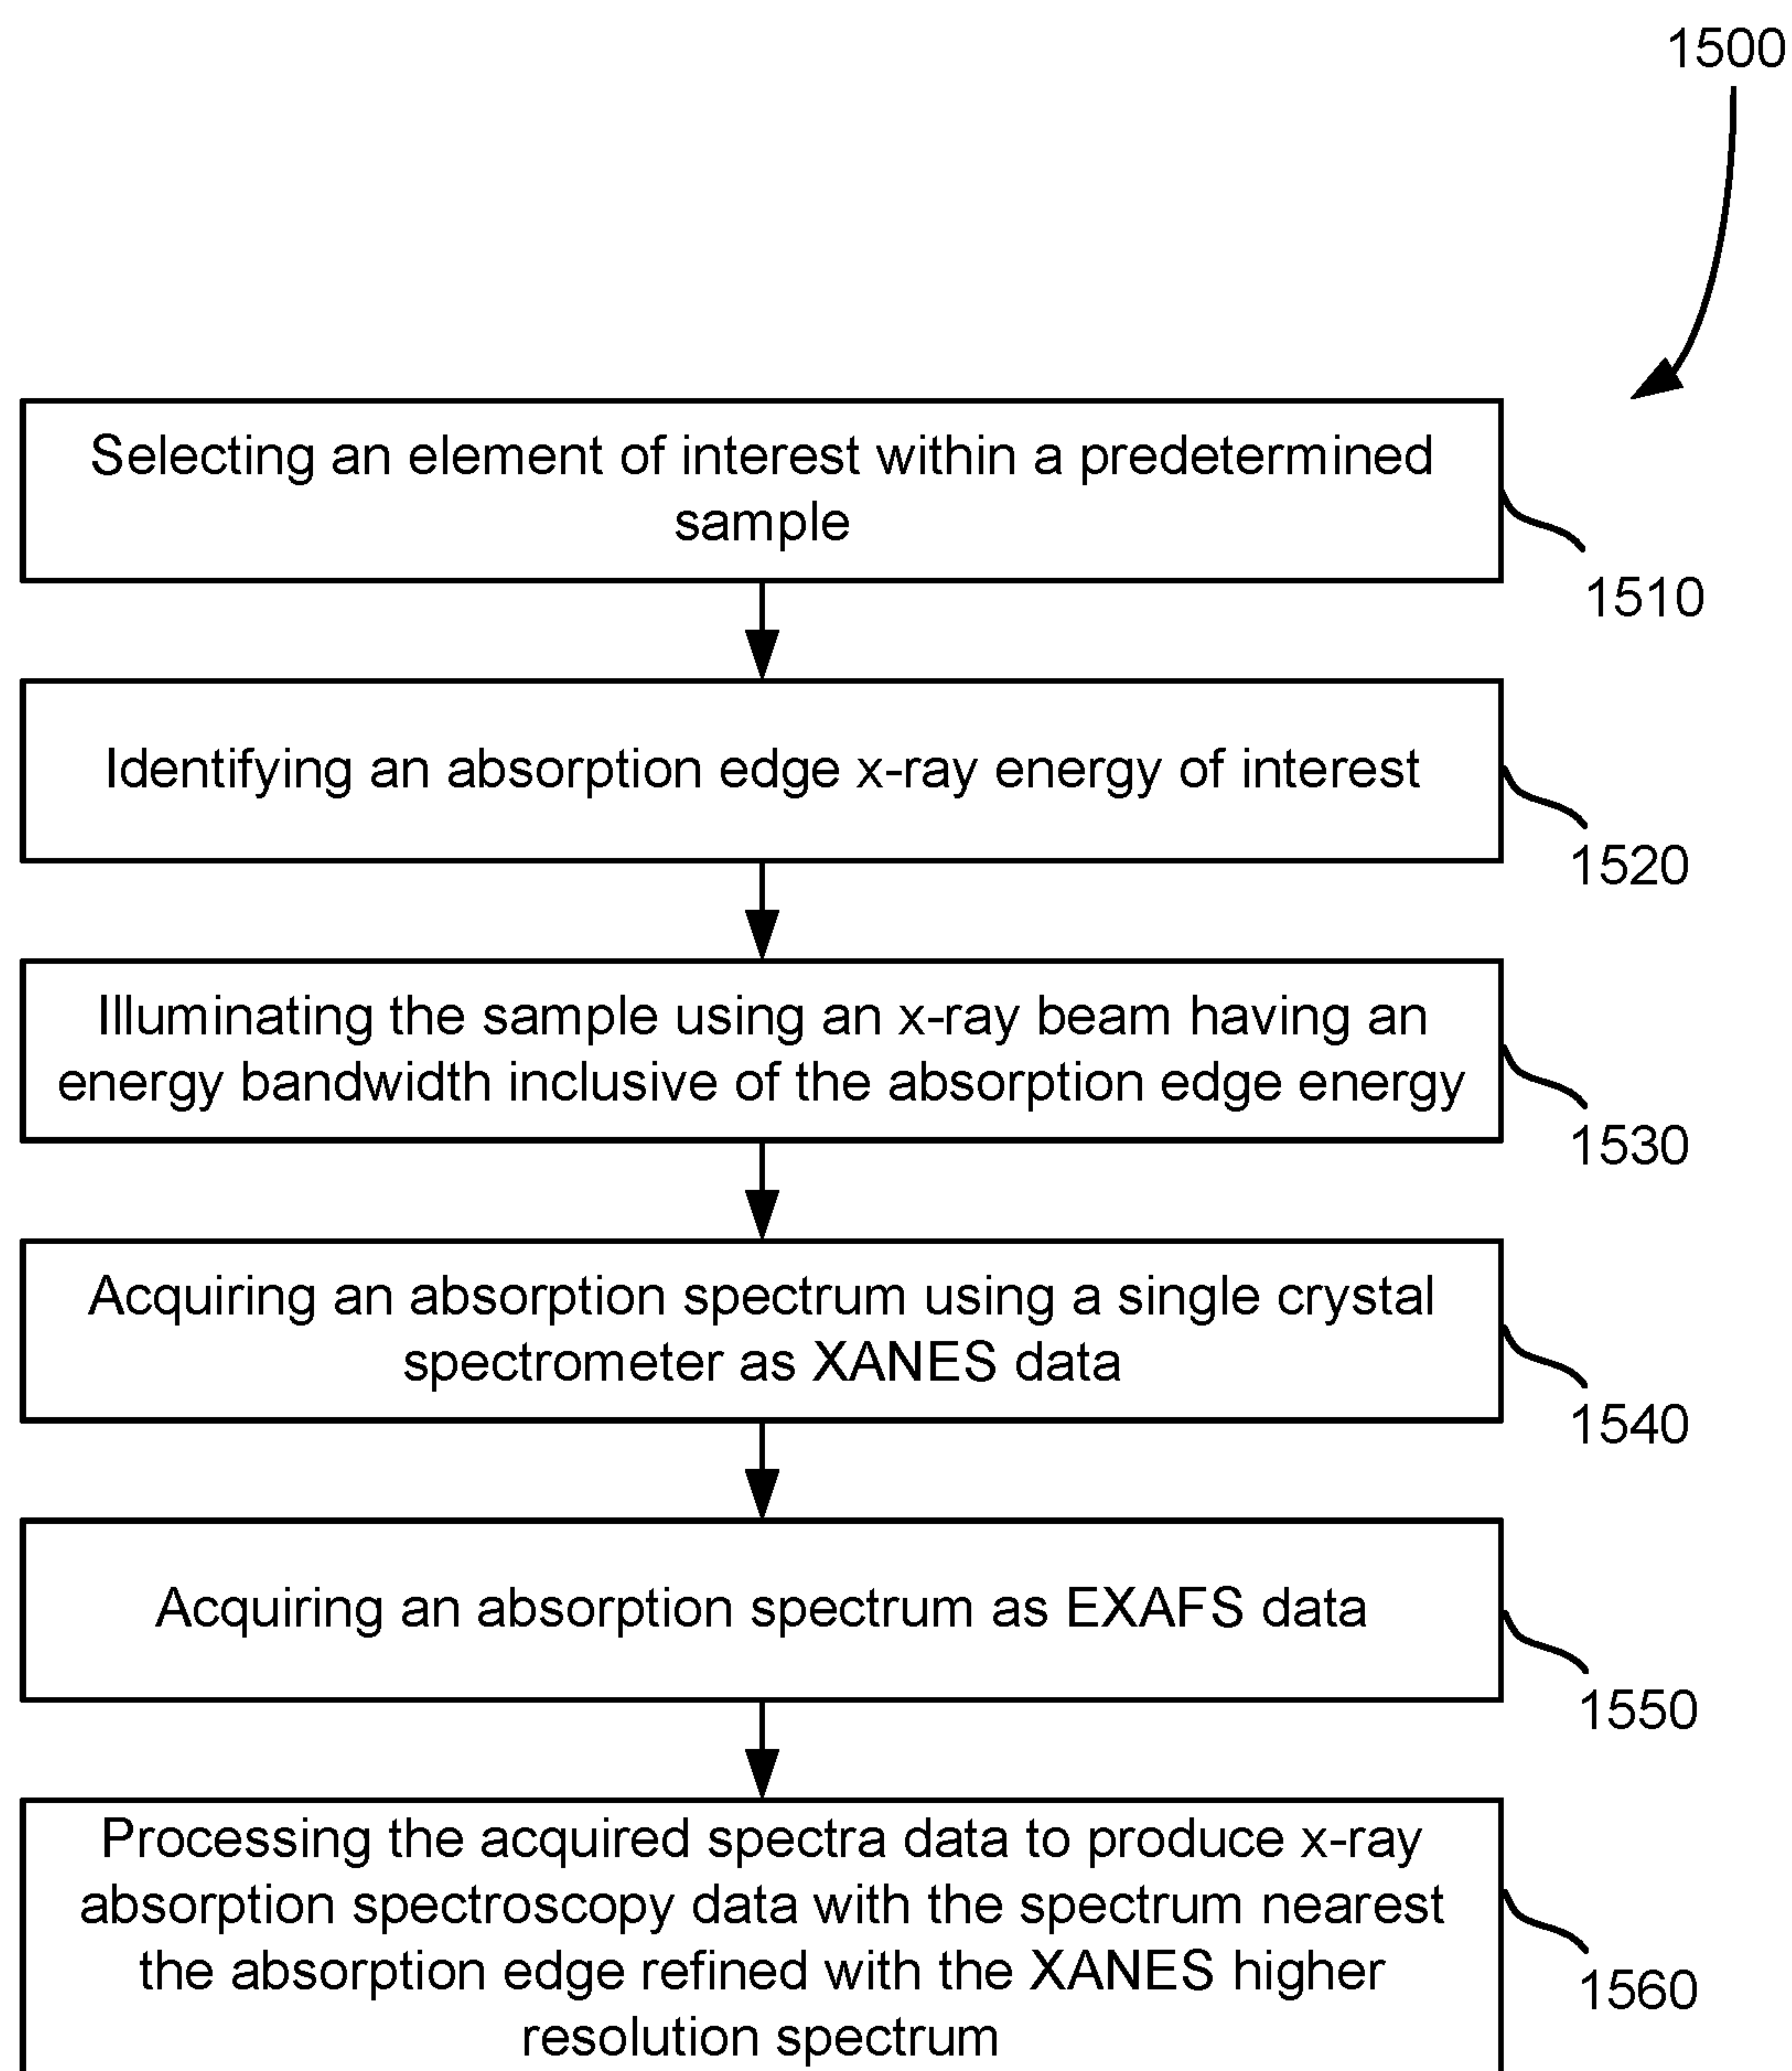 1500
Selecting an element of interest within a predetermined
sample
1510
Identifying an absorption edge x-ray energy of interest
1520
Illuminating the sample using an x-ray beam having an
energy bandwidth inclusive of the absorption edge energy
1530
Acquiring an absorption spectrum using a single crystal
spectrometer as XANES data
1540
Acquiring an absorption spectrum as EXAFS data
1550
Processing the acquired spectra data to produce x-ray
absorption spectroscopy data with the spectrum nearest
the absorption edge refined with the XANES higher
resolution spectrum
1560